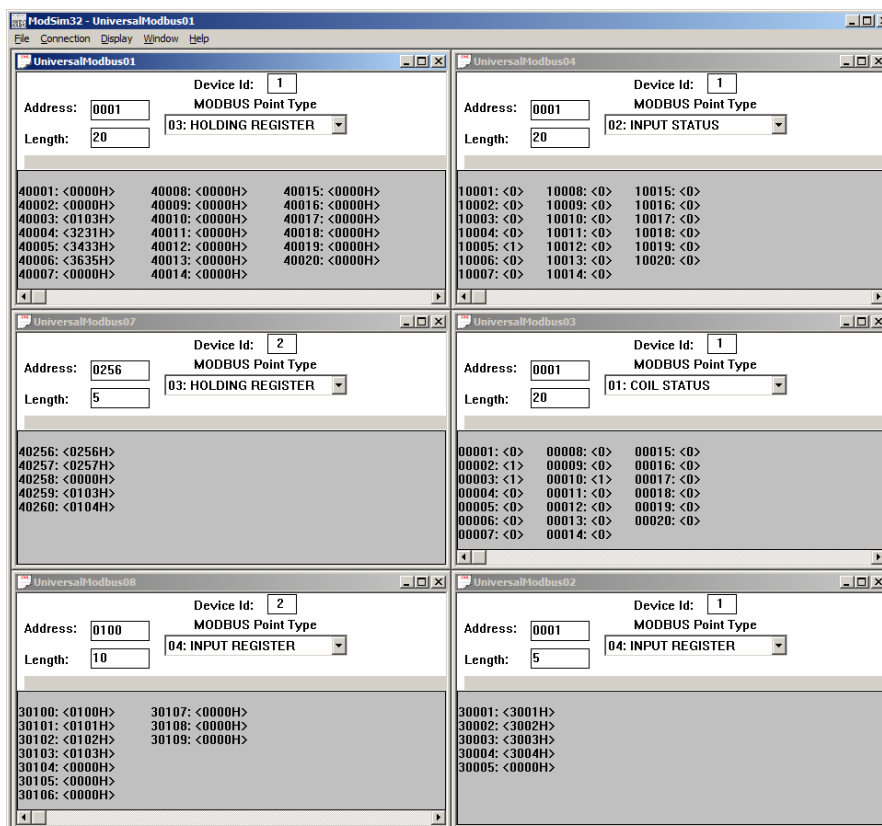 ModSim32 - UniversalModbus01
File Connection Display Window Help
UniversalModbus01
Device Id: 1
Address: 0001
MODBUS Point Type
03: HOLDING REGISTER
Length: 20
40001: <0000H> 40008: <0000H> 40015: <0000H>
40002: <0000H> 40009: <0000H> 40016: <0000H>
40003: <0103H> 40010: <0000H> 40017: <0000H>
40004: <3231H> 40011: <0000H> 40018: <0000H>
40005: <3433H> 40012: <0000H> 40019: <0000H>
40006: <3635H> 40013: <0000H> 40020: <0000H>
40007: <0000H> 40014: <0000H>
UniversalModbus04
Device Id: 1
Address: 0001
MODBUS Point Type
02: INPUT STATUS
Length: 20
10001: <0> 10008: <0> 10015: <0>
10002: <0> 10009: <0> 10016: <0>
10003: <0> 10010: <0> 10017: <0>
10004: <0> 10011: <0> 10018: <0>
10005: <1> 10012: <0> 10019: <0>
10006: <0> 10013: <0> 10020: <0>
10007: <0> 10014: <0>
UniversalModbus07
Device Id: 2
Address: 0256
MODBUS Point Type
03: HOLDING REGISTER
Length: 5
40256: <0256H>
40257: <0257H>
40258: <0000H>
40259: <0103H>
40260: <0104H>
UniversalModbus03
Device Id: 1
Address: 0001
MODBUS Point Type
01: COIL STATUS
Length: 20
00001: <0> 00008: <0> 00015: <0>
00002: <1> 00009: <0> 00016: <0>
00003: <1> 00010: <1> 00017: <0>
00004: <0> 00011: <0> 00018: <0>
00005: <0> 00012: <0> 00019: <0>
00006: <0> 00013: <0> 00020: <0>
00007: <0> 00014: <0>
UniversalModbus08
Device Id: 2
Address: 0100
MODBUS Point Type
04: INPUT REGISTER
Length: 10
30100: <0100H> 30107: <0000H>
30101: <0101H> 30108: <0000H>
30102: <0102H> 30109: <0000H>
30103: <0103H>
30104: <0000H>
30105: <0000H>
30106: <0000H>
UniversalModbus02
Device Id: 1
Address: 0001
MODBUS Point Type
04: INPUT REGISTER
Length: 5
30001: <3001H>
30002: <3002H>
30003: <3003H>
30004: <3004H>
30005: <0000H>